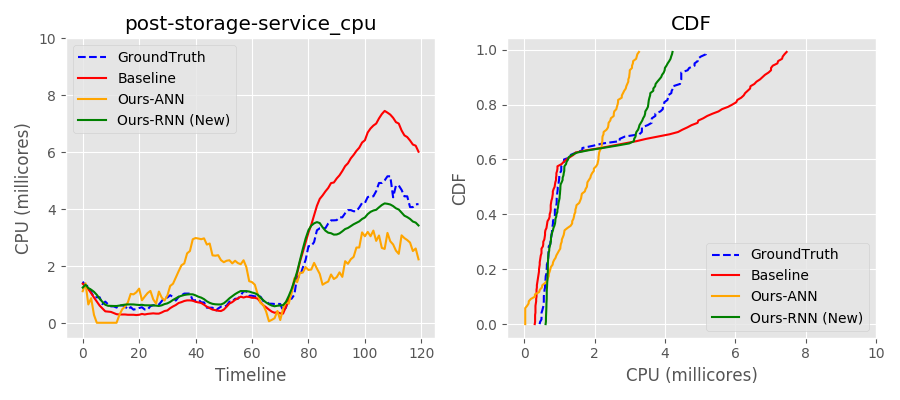 post-storage-service_cpu
CPU (millicores)
10
8
6
4
2
0
GroundTruth
Baseline
Ours-ANN
Ours-RNN (New)
0 20 40 60 80 100 120
Timeline
CDF
CDF
1.0
0.8
0.6
0.4
0.2
0.0
GroundTruth
Baseline
Ours-ANN
Ours-RNN (New)
0 2 4 6 8 10
CPU (millicores)